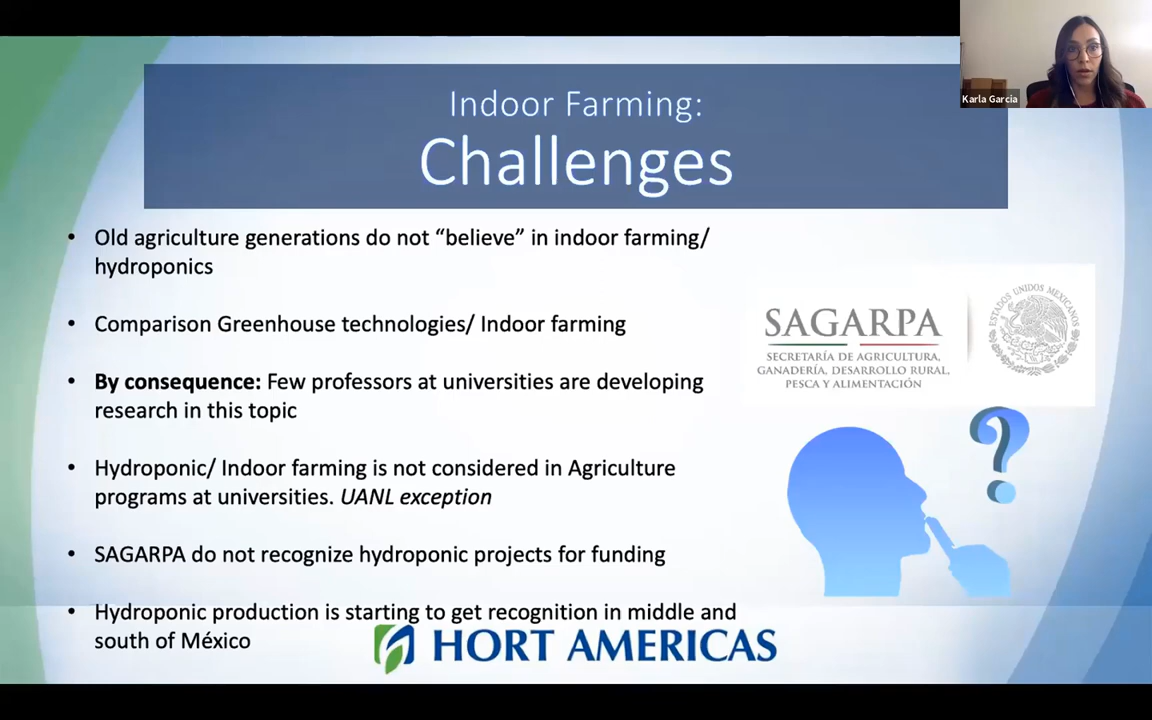 Karla Garcia
Indoor Farming:
Challenges
• Old agriculture generations do not “believe” in indoor farming/
hydroponics
• Comparison Greenhouse technologies/ Indoor farming
• By consequence: Few professors at universities are developing
research in this topic
• Hydroponic/ Indoor farming is not considered in Agriculture
programs at universities. UANL exception
• SAGARPA do not recognize hydroponic projects for funding
• Hydroponic production is starting to get recognition in middle and
south of México
SAGARPA
SECRETARÍA DE AGRICULTURA,
GANADERÍA, DESARROLLO RURAL,
PESCA Y ALIMENTACIÓN
ESTADOS UNIDOS MEXICANOS
?
HORT AMERICAS